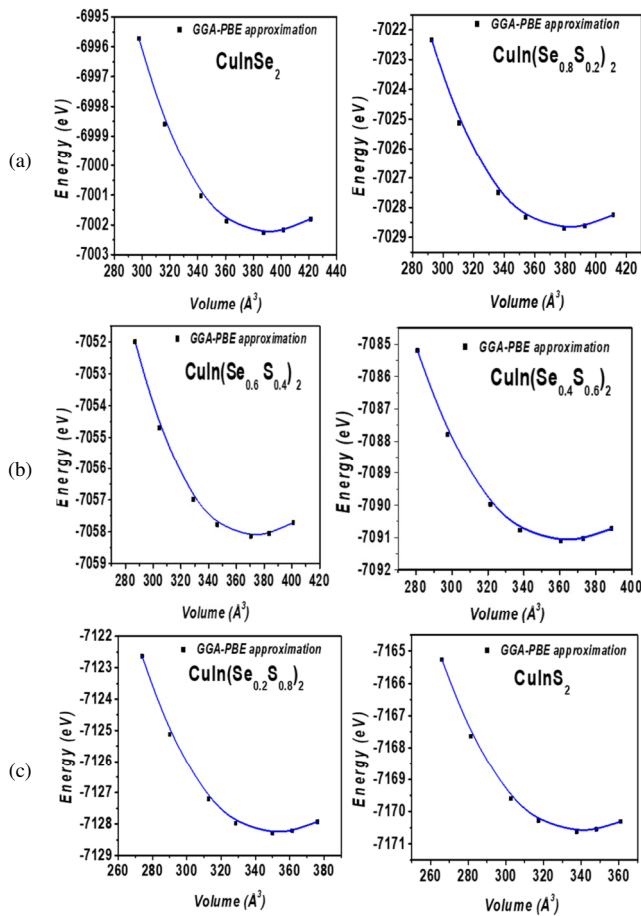 (a)
-6995
-6996
-6997
-6998
-6999
-7000
-7001
-7002
-7003
Energy (eV)
GGA-PBE approximation
CuInSe2
280 300 320 340 360 380 400 420 440
Volume (Å³)
-7022
-7023
-7024
-7025
-7026
-7027
-7028
-7029
Energy (eV)
GGA-PBE approximation
CuIn(Se0.8S0.2)2
300 320 340 360 380 400 420
Volume (Å³)
(b)
-7052
-7053
-7054
-7055
-7056
-7057
-7058
-7059
Energy (eV)
GGA-PBE approximation
CuIn(Se0.6 S0.4)2
280 300 320 340 360 380 400 420
Volume (Å³)
-7085
-7086
-7087
-7088
-7089
-7090
-7091
-7092
Energy (eV)
GGA-PBE approximation
CuIn(Se0.4S0.6)2
280 300 320 340 360 380 400
Volume (Å³)
(c)
-7122
-7123
-7124
-7125
-7126
-7127
-7128
-7129
Energy (eV)
GGA-PBE approximation
CuIn(Se0.2S0.8)2
260 280 300 320 340 360 380
Volume (Å³)
-7165
-7166
-7167
-7168
-7169
-7170
-7171
Energy (eV)
GGA-PBE approximation
CuInS2
260 280 300 320 340 360
Volume (Å³)